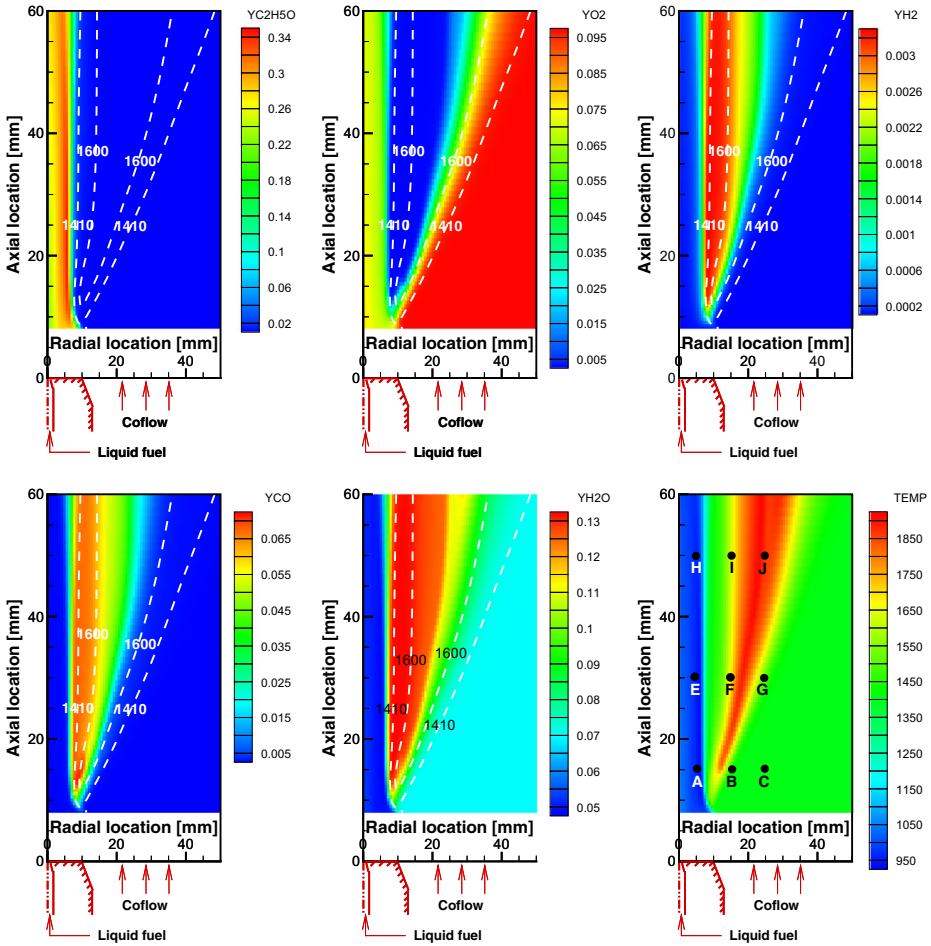 YC2H5O
60
40
20
0
Axial location [mm]
0.34
0.3
0.26
0.22
0.18
0.14
0.1
0.06
0.02
1600
1600
1410
1410
Radial location [mm]
0 20 40
Coflow
Liquid fuel
YO2
60
40
20
0
Axial location [mm]
0.095
0.085
0.075
0.065
0.055
0.045
0.035
0.025
0.015
0.005
1600
1600
1410
1410
Radial location [mm]
0 20 40
Coflow
Liquid fuel
YH2
60
40
20
0
Axial location [mm]
0.003
0.0026
0.0022
0.0018
0.0014
0.001
0.0006
0.0002
1600
1600
1410
1410
Radial location [mm]
0 20 40
Coflow
Liquid fuel
YCO
60
40
20
0
Axial location [mm]
0.065
0.055
0.045
0.035
0.025
0.015
0.005
1600
1600
1410
1410
Radial location [mm]
0 20 40
Coflow
Liquid fuel
YH2O
60
40
20
0
Axial location [mm]
0.13
0.12
0.11
0.1
0.09
0.08
0.07
0.06
0.05
1600
1600
1410
1410
Radial location [mm]
0 20 40
Coflow
Liquid fuel
TEMP
60
40
20
0
Axial location [mm]
1850
1750
1650
1550
1450
1350
1250
1150
1050
950
H I J
E F G
A B C
Radial location [mm]
0 20 40
Coflow
Liquid fuel